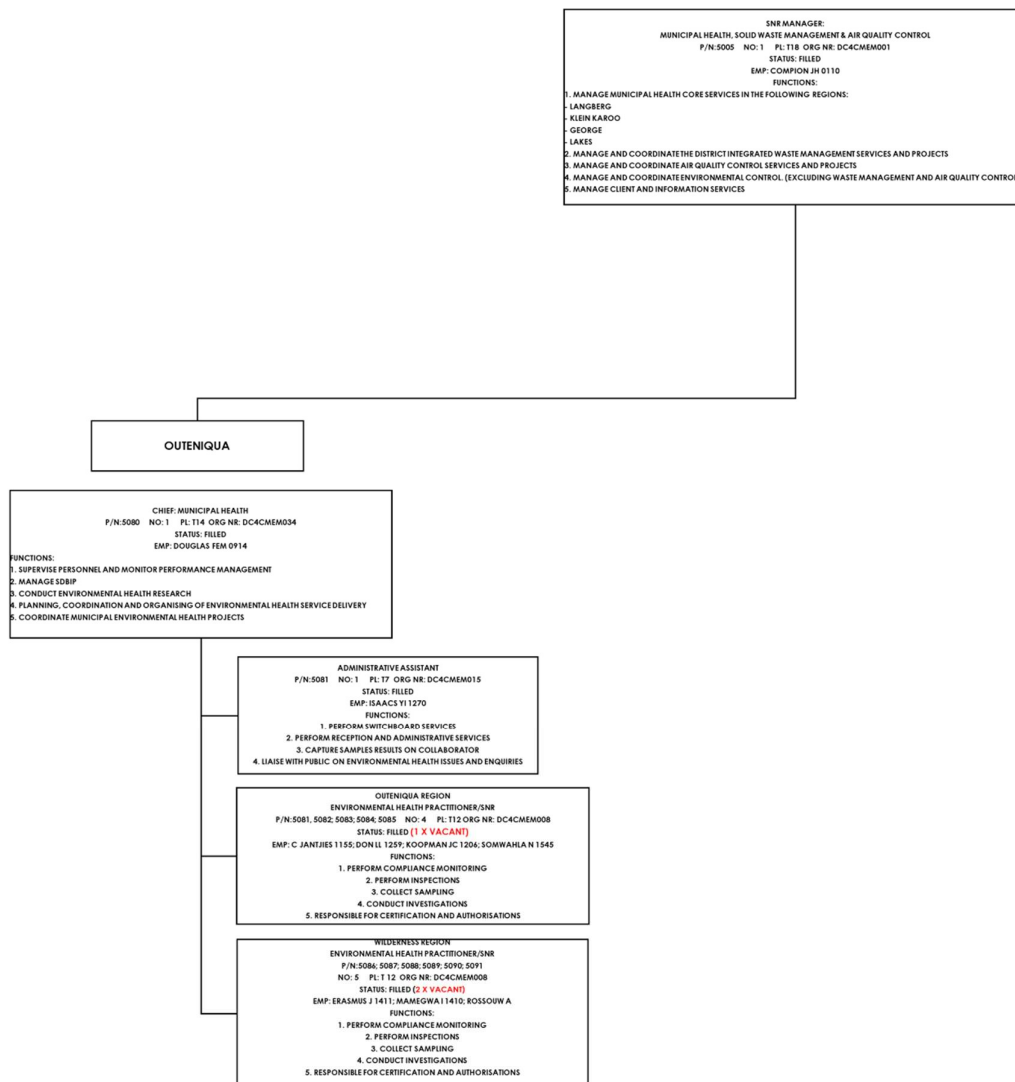 SNR MANAGER:
MUNICIPAL HEALTH, SOLID WASTE MANAGEMENT & AIR QUALITY CONTROL
P/N:5005 NO: 1 PL: T18 ORG NR: DC4CMEM001
STATUS: FILLED
EMP: COMPION JH 0110
FUNCTIONS:
1. MANAGE MUNICIPAL HEALTH CORE SERVICES IN THE FOLLOWING REGIONS:
- LANGBERG
- KLEIN KAROO
- GEORGE
- LAKES
2. MANAGE AND COORDINATE THE DISTRICT INTEGRATED WASTE MANAGEMENT SERVICES AND PROJECTS
3. MANAGE AND COORDINATE AIR QUALITY CONTROL SERVICES AND PROJECTS
4. MANAGE AND COORDINATE ENVIRONMENTAL CONTROL. (EXCLUDING WASTE MANAGEMENT AND AIR QUALITY CONTROL
5. MANAGE CLIENT AND INFORMATION SERVICES
OUTENIQUA
CHIEF: MUNICIPAL HEALTH
P/N:5080 NO: 1 PL: T14 ORG NR: DC4CMEM034
STATUS: FILLED
EMP: DOUGLAS FEM 0914
FUNCTIONS:
1. SUPERVISE PERSONNEL AND MONITOR PERFORMANCE MANAGEMENT
2. MANAGE SDBIP
3. CONDUCT ENVIRONMENTAL HEALTH RESEARCH
4. PLANNING, COORDINATION AND ORGANISING OF ENVIRONMENTAL HEALTH SERVICE DELIVERY
5. COORDINATE MUNICIPAL ENVIRONMENTAL HEALTH PROJECTS
ADMINISTRATIVE ASSISTANT
P/N:5081 NO: 1 PL: T7 ORG NR: DC4CMEM015
STATUS: FILLED
EMP: ISAACS YI 1270
FUNCTIONS:
1. PERFORM SWITCHBOARD SERVICES
2. PERFORM RECEPTION AND ADMINISTRATIVE SERVICES
3. CAPTURE SAMPLES RESULTS ON COLLABORATOR
4. LIAISE WITH PUBLIC ON ENVIRONMENTAL HEALTH ISSUES AND ENQUIRIES
OUTENIQUA REGION
ENVIRONMENTAL HEALTH PRACTITIONER/SNR
P/N:5081, 5082; 5083; 5084; 5085 NO: 4 PL: T12 ORG NR: DC4CMEM008
STATUS: FILLED (1 X VACANT)
EMP: C JANTJIES 1155; DON LL 1259; KOOPMAN JC 1206; SOMWAHLA N 1545
FUNCTIONS:
1. PERFORM COMPLIANCE MONITORING
2. PERFORM INSPECTIONS
3. COLLECT SAMPLING
4. CONDUCT INVESTIGATIONS
5. RESPONSIBLE FOR CERTIFICATION AND AUTHORISATIONS
WILDERNESS REGION
ENVIRONMENTAL HEALTH PRACTITIONER/SNR
P/N:5086; 5087; 5088; 5089; 5090; 5091
NO: 5 PL: T 12 ORG NR: DC4CMEM008
STATUS: FILLED (2 X VACANT)
EMP: ERASMUS J 1411; MAMEGWA I 1410; ROSSOUW A
FUNCTIONS:
1. PERFORM COMPLIANCE MONITORING
2. PERFORM INSPECTIONS
3. COLLECT SAMPLING
4. CONDUCT INVESTIGATIONS
5. RESPONSIBLE FOR CERTIFICATION AND AUTHORISATIONS